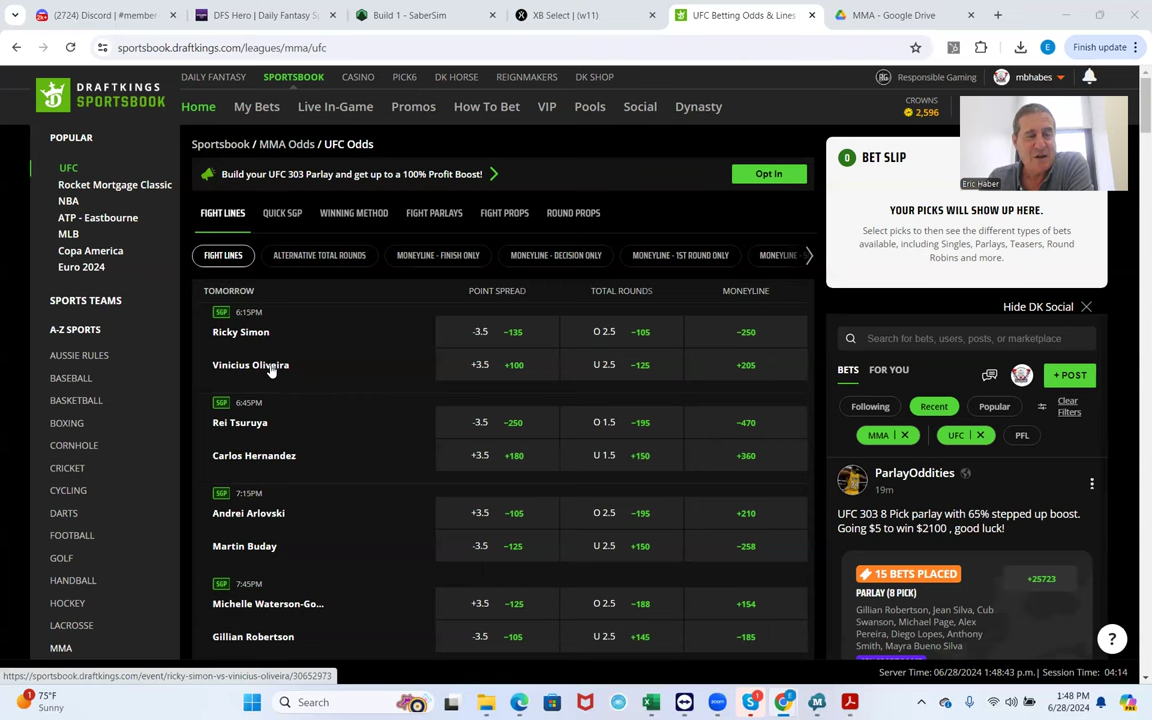 (2724) Discord | #member
DFS Hero | Daily Fantasy S
Build 1 - SaberSim
XB Select | (w11)
UFC Betting Odds & Lines
MMA - Google Drive
sportsbook.draftkings.com/leagues/mma/ufc
E
Finish update
DRAFTKINGS
SPORTSBOOK
DAILY FANTASY
SPORTSBOOK
CASINO
PICK6
DK HORSE
REIGNMAKERS
DK SHOP
RG
Responsible Gaming
mbhabes
Home
My Bets
Live In-Game
Promos
How To Bet
VIP
Pools
Social
Dynasty
CROWNS
2,596
Eric Haber
POPULAR
UFC
Rocket Mortgage Classic
NBA
ATP - Eastbourne
MLB
Copa America
Euro 2024
SPORTS TEAMS
A-Z SPORTS
AUSSIE RULES
BASEBALL
BASKETBALL
BOXING
CORNHOLE
CRICKET
CYCLING
DARTS
FOOTBALL
GOLF
HANDBALL
HOCKEY
LACROSSE
MMA
Sportsbook / MMA Odds / UFC Odds
Build your UFC 303 Parlay and get up to a 100% Profit Boost!
Opt In
FIGHT LINES
QUICK SGP
WINNING METHOD
FIGHT PARLAYS
FIGHT PROPS
ROUND PROPS
FIGHT LINES
ALTERNATIVE TOTAL ROUNDS
MONEYLINE - FINISH ONLY
MONEYLINE - DECISION ONLY
MONEYLINE - 1ST ROUND ONLY
MONEYLINE - 
TOMORROW
POINT SPREAD
TOTAL ROUNDS
MONEYLINE
SGP 6:15PM
Ricky Simon -3.5 −135 O 2.5 −105 −250
Vinicius Oliveira +3.5 +100 U 2.5 −125 +205
SGP 6:45PM
Rei Tsuruya -3.5 −250 O 1.5 −195 −470
Carlos Hernandez +3.5 +180 U 1.5 +150 +360
SGP 7:15PM
Andrei Arlovski +3.5 −105 O 2.5 −195 +210
Martin Buday -3.5 −125 U 2.5 +150 −258
SGP 7:45PM
Michelle Waterson-Go... +3.5 −125 O 2.5 −188 +154
Gillian Robertson -3.5 −105 U 2.5 +145 −185
0 BET SLIP
YOUR PICKS WILL SHOW UP HERE.
Select picks to then see the different types of bets
available, including Singles, Parlays, Teasers, Round
Robins and more.
Hide DK Social
Search for bets, users, posts, or marketplace
BETS
FOR YOU
+ POST
Following
Recent
Popular
Clear
Filters
MMA
UFC
PFL
ParlayOddities
19m
UFC 303 8 Pick parlay with 65% stepped up boost.
Going $5 to win $2100 , good luck!
15 BETS PLACED
PARLAY (8 PICK)
+25723
Gillian Robertson, Jean Silva, Cub
Swanson, Michael Page, Alex
Pereira, Diego Lopes, Anthony
Smith, Mayra Bueno Silva
?
https://sportsbook.draftkings.com/event/ricky-simon-vs-vinicius-oliveira/30652973
Server Time: 06/28/2024 1:48:43 p.m. | Session Time: 04:14
1
75°F
Sunny
Search
zoom
1
1:48 PM
6/28/2024